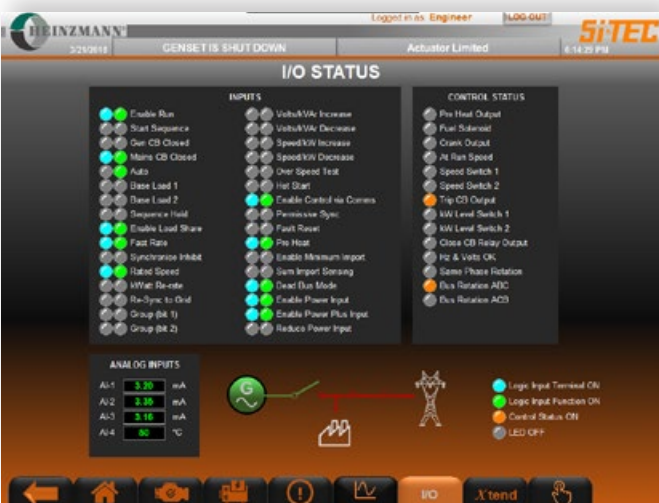 HEINZMANN
Logged in as Engineer LOG OUT
SiTEC
3/21/2018 GENSET IS SHUT DOWN Actuator Limited 6:14:29 PM
I/O STATUS
INPUTS
Enable Run
Start Sequence
Gen CB Closed
Mains CB Closed
Auto
Base Load 1
Base Load 2
Sequence Hold
Enable Load Share
Fast Rate
Synchronise Inhibit
Rated Speed
kWatt Re-rate
Re-Sync to Grid
Group (bit 1)
Group (bit 2)
Volts/kVAr Increase
Volts/kVAr Decrease
Speed/kW Increase
Speed/kW Decrease
Over Speed Test
Hot Start
Enable Control via Comms
Permissive Sync
Fault Reset
Pre Heat
Enable Minimum Import
Sum Import Sensing
Dead Bus Mode
Enable Power Input
Enable Power Plus Input
Reduce Power Input
CONTROL STATUS
Pre Heat Output
Fuel Solenoid
Crank Output
At Run Speed
Speed Switch 1
Speed Switch 2
Trip CB Output
kW Level Switch 1
kW Level Switch 2
Close CB Relay Output
Hz & Volts OK
Same Phase Rotation
Bus Rotation ABC
Bus Rotation ACB
ANALOG INPUTS
AI-1 3.20 mA
AI-2 3.35 mA
AI-3 3.16 mA
AI-4 80 °C
G
Logic Input Terminal ON
Logic Input Function ON
Control Status ON
LED OFF
I/O
Xtend